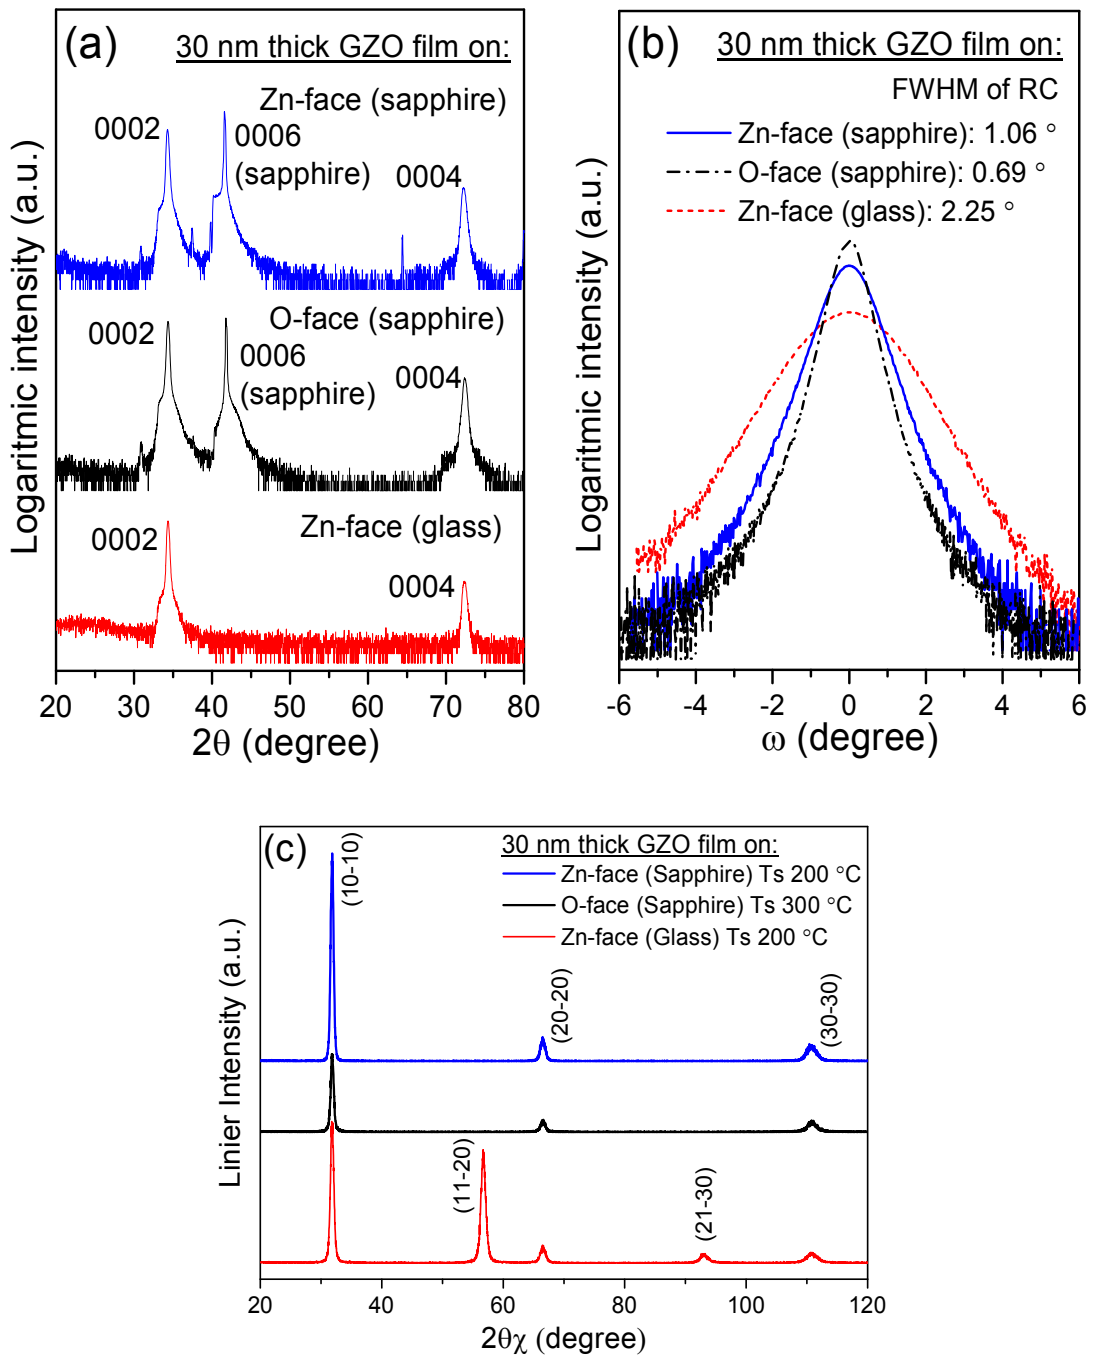 (a)
30 nm thick GZO film on:
Zn-face (sapphire)
0002
0006
(sapphire)
0004
O-face (sapphire)
0002
0006
(sapphire)
0004
Zn-face (glass)
0002
0004
Logaritmic intensity (a.u.)
20 30 40 50 60 70 80
2θ (degree)
(b)
30 nm thick GZO film on:
FWHM of RC
Zn-face (sapphire): 1.06 °
O-face (sapphire): 0.69 °
Zn-face (glass): 2.25 °
Logaritmic intensity (a.u.)
-6 -4 -2 0 2 4 6
ω (degree)
(c)
30 nm thick GZO film on:
Zn-face (Sapphire) Ts 200 °C
O-face (Sapphire) Ts 300 °C
Zn-face (Glass) Ts 200 °C
(10-10)
(20-20)
(30-30)
(11-20)
(21-30)
Linier Intensity (a.u.)
20 40 60 80 100 120
2θχ (degree)